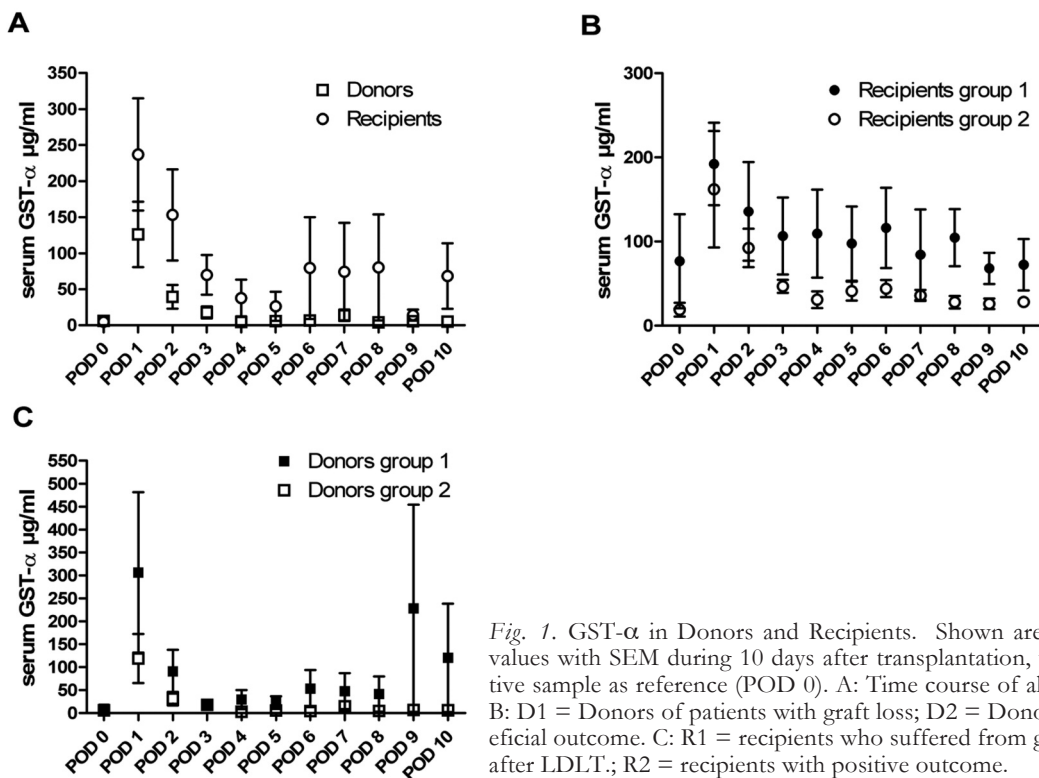 A
350
300
250
200
150
100
50
0
serum GST-α µg/ml
Donors
Recipients
POD 0
POD 1
POD 2
POD 3
POD 4
POD 5
POD 6
POD 7
POD 8
POD 9
POD 10
B
300
200
100
0
serum GST-α µg/ml
Recipients group 1
Recipients group 2
POD 0
POD 1
POD 2
POD 3
POD 4
POD 5
POD 6
POD 7
POD 8
POD 9
POD 10
C
550
500
450
400
350
300
250
200
150
100
50
0
serum GST-α µg/ml
Donors group 1
Donors group 2
POD 0
POD 1
POD 2
POD 3
POD 4
POD 5
POD 6
POD 7
POD 8
POD 9
POD 10
Fig. 1. GST-α in Donors and Recipients. Shown are
values with SEM during 10 days after transplantation,
tive sample as reference (POD 0). A: Time course of
B: D1 = Donors of patients with graft loss; D2 =
eficial outcome. C: R1 = recipients who suffered from
after LDLT.; R2 = recipients with positive outcome.